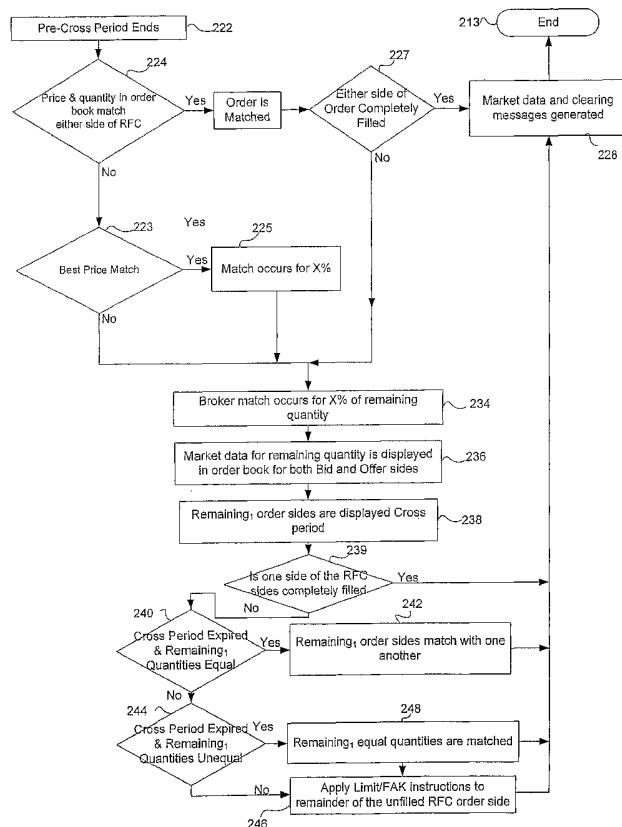 Pre-Cross Period Ends
222
213
End
224
227
Price & quantity in order
book match
either side of RFC
Yes
Order is
Matched
Either side of
Order Completely
Filled
Yes
Market data and clearing
messages generated
228
No
No
223
Yes
225
Best Price Match
Yes
Match occurs for X%
No
Broker match occurs for X% of remaining
quantity
234
Market data for remaining quantity is displayed
in order book for both Bid and Offer sides
236
Remaining₁ order sides are displayed Cross
period
238
239
Is one side of the RFC
sides completely filled
Yes
No
240
242
Cross Period Expired
& Remaining₁
Quantities Equal
Yes
Remaining₁ order sides match with one
another
No
244
248
Cross Period Expired
& Remaining₁
Quantities Unequal
Yes
Remaining₁ equal quantities are matched
No
Apply Limit/FAK instructions to
remainder of the unfilled RFC order side
246